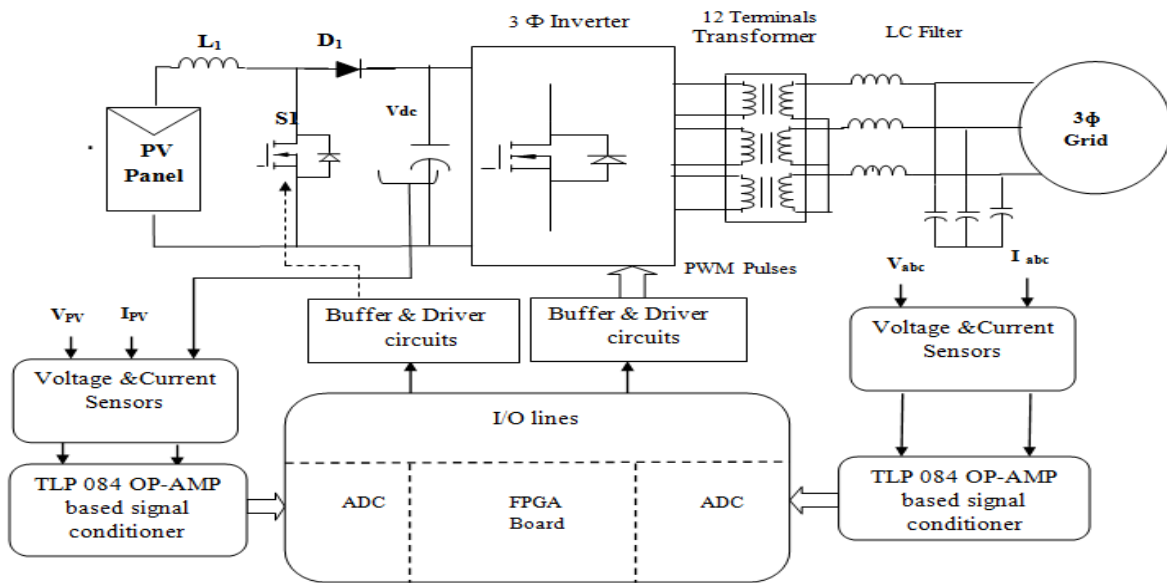 3 Φ Inverter
12 Terminals
Transformer
LC Filter
L1
D1
S1
Vdc
PV
Panel
3ϕ
Grid
PWM Pulses
Vabc
I abc
VPV
IPV
Buffer & Driver
circuits
Buffer & Driver
circuits
Voltage &Current
Sensors
Voltage &Current
Sensors
I/O lines
TLP 084 OP-AMP
based signal
conditioner
ADC
FPGA
Board
ADC
TLP 084 OP-AMP
based signal
conditioner